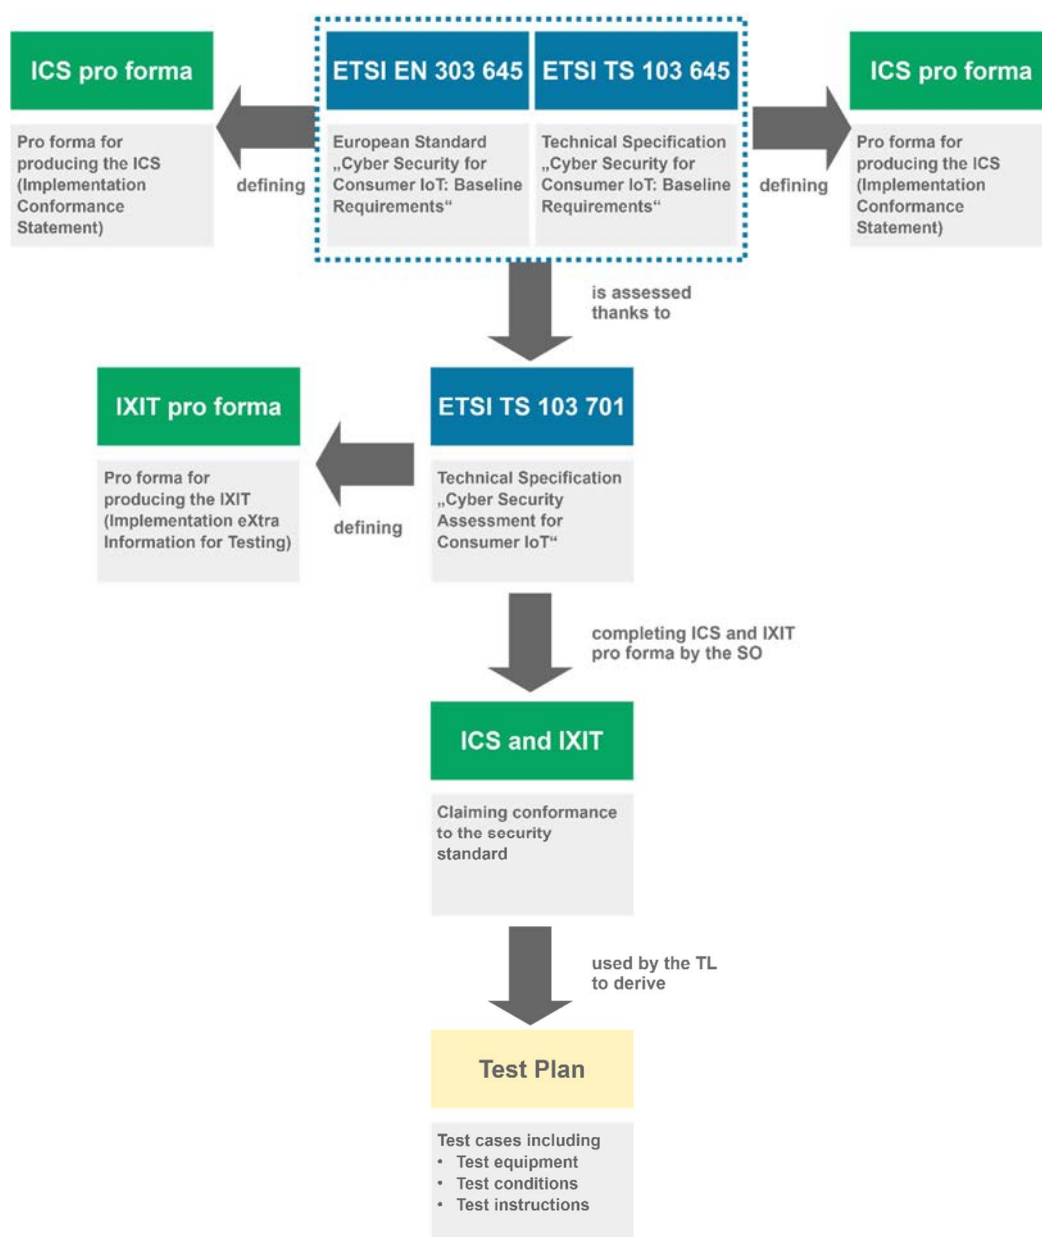 ICS pro forma
Pro forma for
producing the ICS
(Implementation
Conformance
Statement)
defining
ETSI EN 303 645
European Standard
„Cyber Security for
Consumer IoT: Baseline
Requirements“
ETSI TS 103 645
Technical Specification
„Cyber Security for
Consumer IoT: Baseline
Requirements“
defining
ICS pro forma
Pro forma for
producing the ICS
(Implementation
Conformance
Statement)
is assessed
thanks to
IXIT pro forma
Pro forma for
producing the IXIT
(Implementation eXtra
Information for Testing)
defining
ETSI TS 103 701
Technical Specification
„Cyber Security
Assessment for
Consumer IoT“
completing ICS and IXIT
pro forma by the SO
ICS and IXIT
Claiming conformance
to the security
standard
used by the TL
to derive
Test Plan
Test cases including
• Test equipment
• Test conditions
• Test instructions